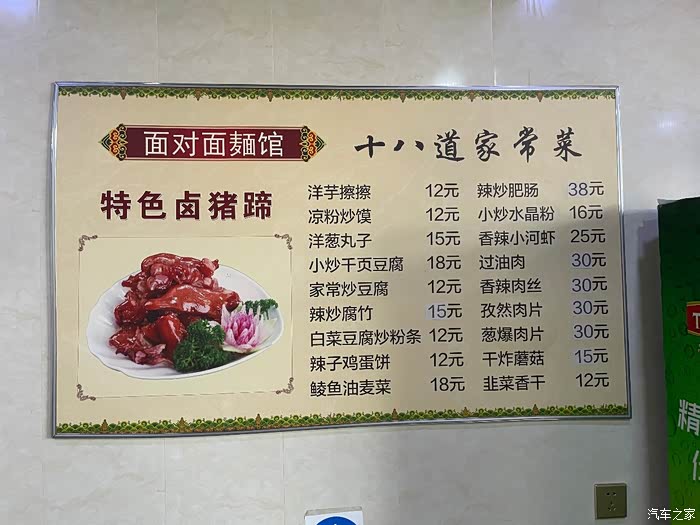 面对面麵馆
十八道家常菜
特色卤猪蹄
洋芋擦擦 12元 辣炒肥肠 38元
凉粉炒馍 12元 小炒水晶粉 16元
洋葱丸子 15元 香辣小河虾 25元
小炒千页豆腐 18元 过油肉 30元
家常炒豆腐 12元 香辣肉丝 30元
辣炒腐竹 15元 孜然肉片 30元
白菜豆腐炒粉条 12元 葱爆肉片 30元
辣子鸡蛋饼 12元 干炸蘑菇 15元
鲮鱼油麦菜 18元 韭菜香干 12元
精
汽车之家